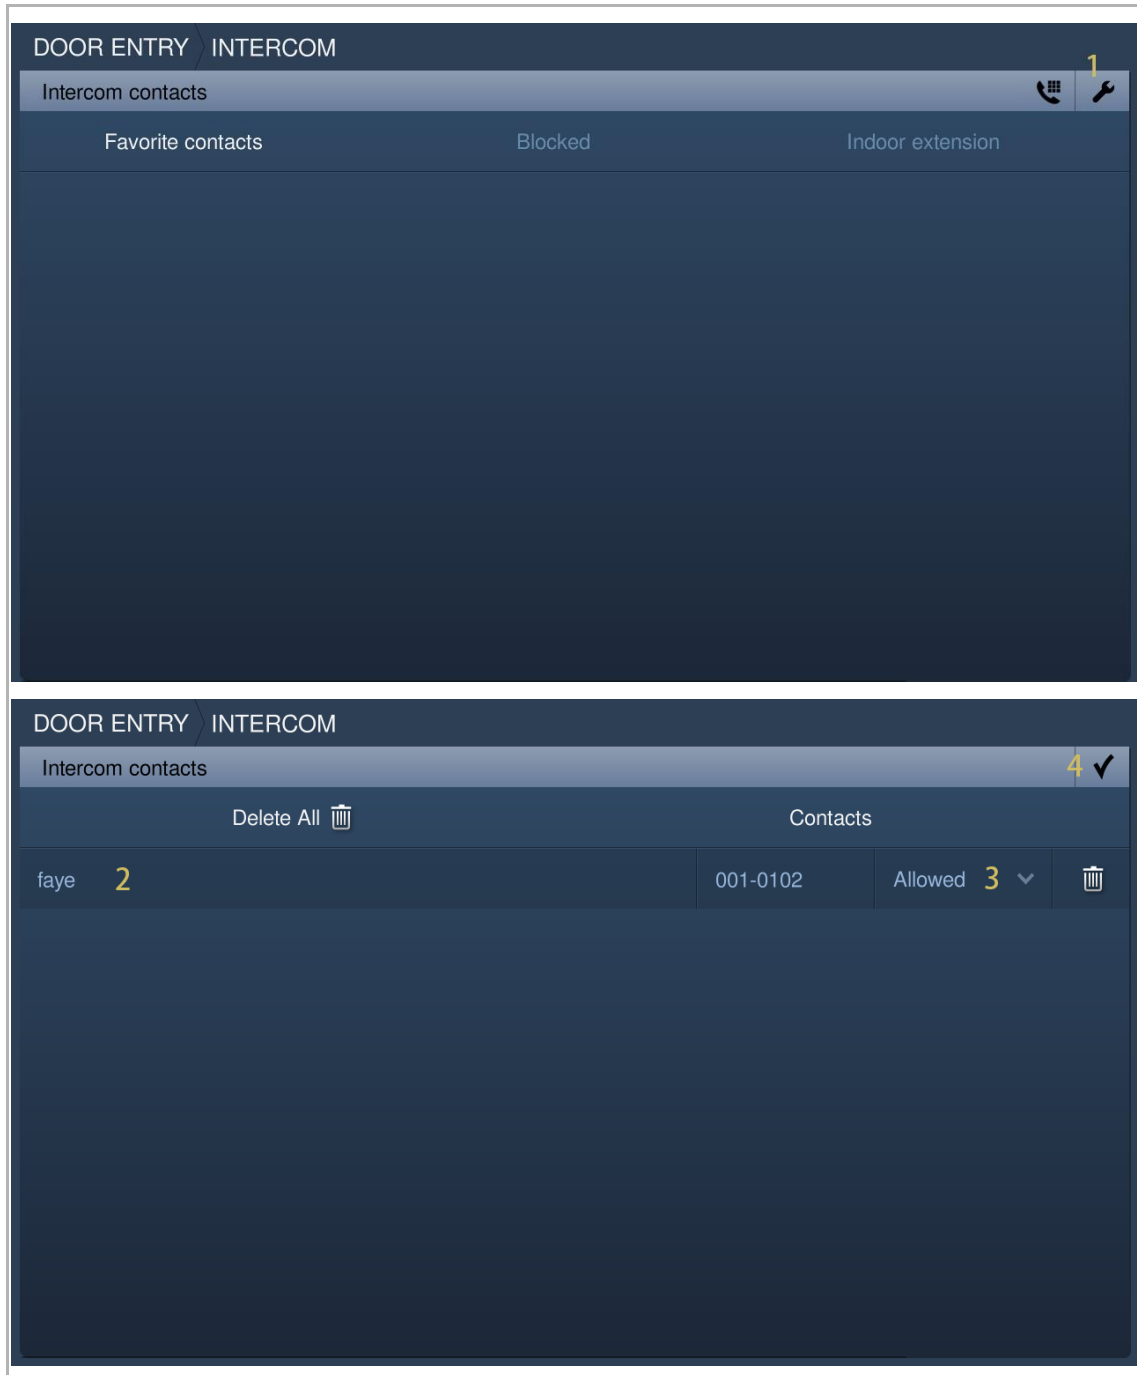 DOOR ENTRY INTERCOM
1
Intercom contacts
Favorite contacts Blocked Indoor extension
DOOR ENTRY INTERCOM
Intercom contacts 4
Delete All Contacts
faye 2 001-0102 Allowed 3